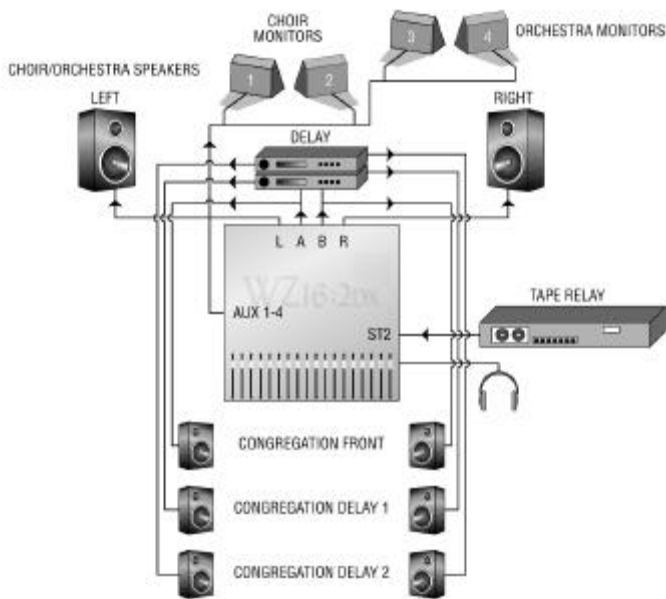 CHOIR
MONITORS
3
4
ORCHESTRA MONITORS
1
2
CHOIR/ORCHESTRA SPEAKERS
LEFT
RIGHT
DELAY
L A B R
WZ16:2DX
AUX 1-4
ST2
TAPE RELAY
CONGREGATION FRONT
CONGREGATION DELAY 1
CONGREGATION DELAY 2